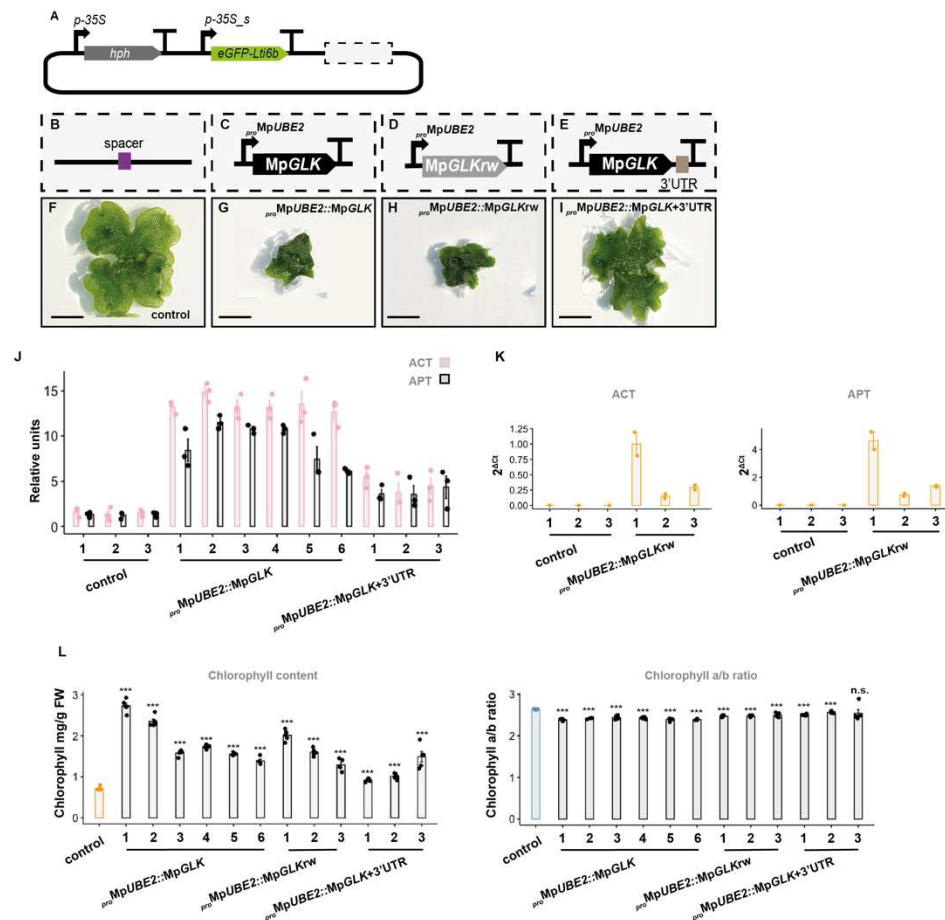 A
p-35S
p-35S_s
hph
eGFP-Lti6b
B
spacer
C
proMpUBE2
MpGLK
D
proMpUBE2
MpGLKrw
E
proMpUBE2
MpGLK
3'UTR
F
control
G
proMpUBE2::MpGLK
H
proMpUBE2::MpGLKrw
I
proMpUBE2::MpGLK+3'UTR
J
ACT
APT
Relative units
15
10
5
0
1 2 3 1 2 3 4 5 6 1 2 3
control
proMpUBE2::MpGLK
proMpUBE2::MpGLK+3'UTR
K
ACT
2ΔCt
1.25
1.00
0.75
0.50
0.25
0.00
1 2 3 1 2 3
control
proMpUBE2::MpGLKrw
APT
2ΔCt
4
2
0
1 2 3 1 2 3
control
proMpUBE2::MpGLKrw
L
Chlorophyll content
Chlorophyll mg/g FW
3
2
1
0
*** *** *** *** *** *** *** *** *** *** *** ***
control
1 2 3 4 5 6 1 2 3 1 2 3
proMpUBE2::MpGLK
proMpUBE2::MpGLKrw
proMpUBE2::MpGLK+3'UTR
Chlorophyll a/b ratio
Chlorophyll a/b ratio
3
2
1
0
*** *** *** *** *** *** *** *** *** *** *** n.s.
control
1 2 3 4 5 6 1 2 3 1 2 3
proMpUBE2::MpGLK
proMpUBE2::MpGLKrw
proMpUBE2::MpGLK+3'UTR